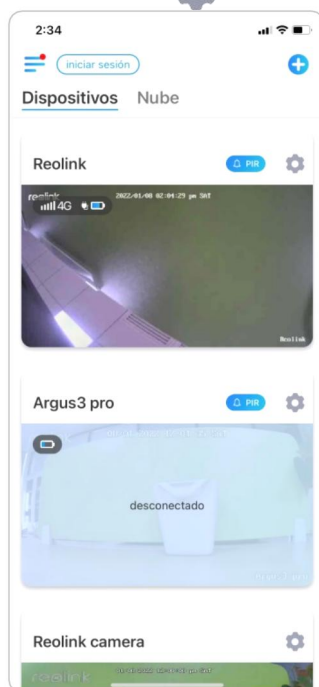 2:34
iniciar sesión
Dispositivos Nube
Reolink PIR
reolink 2022/01/08 02:04:29 pm SAT
4G
Reolink
Argus3 pro PIR
desconectado
Reolink camera
reolink